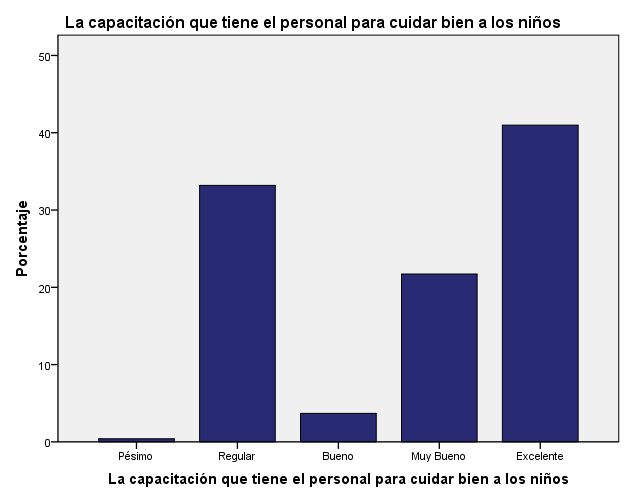 La capacitación que tiene el personal para cuidar bien a los niños
50
40
30
20
10
0
Porcentaje
Pésimo Regular Bueno Muy Bueno Excelente
La capacitación que tiene el personal para cuidar bien a los niños